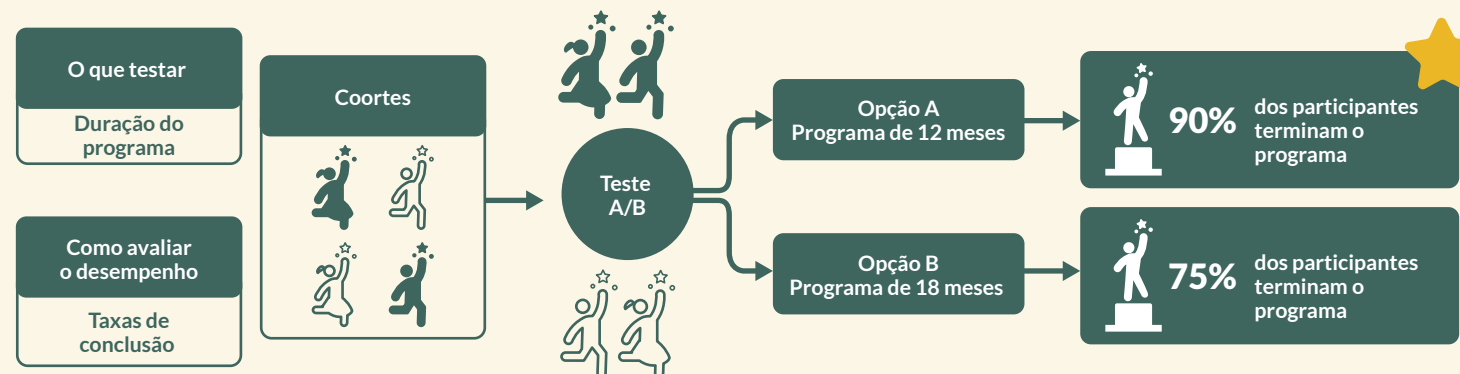 O que testar
Duração do
programa
Como avaliar
o desempenho
Taxas de
conclusão
Coortes
Teste
A/B
Opção A
Programa de 12 meses
90%
dos participantes
terminam o
programa
Opção B
Programa de 18 meses
75%
dos participantes
terminam o
programa